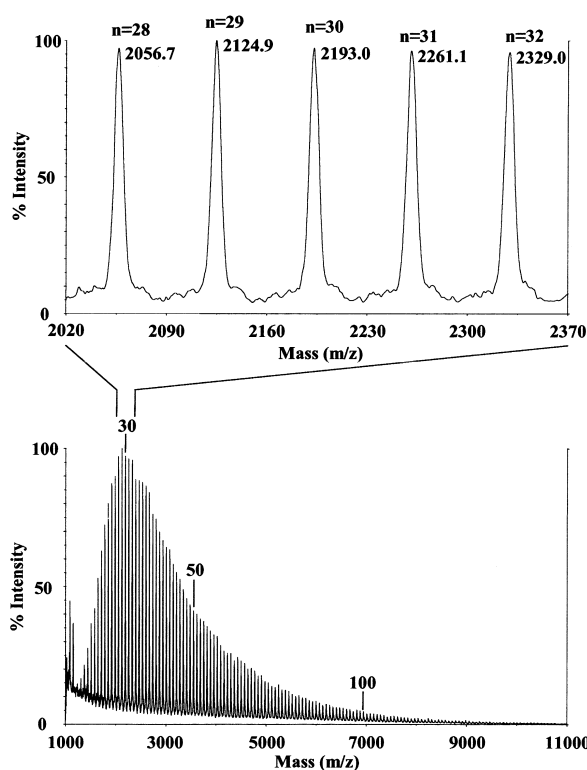 n=28 n=29 n=30 n=31 n=32
100 2056.7 2124.9 2193.0 2261.1 2329.0
% Intensity
50
0
2020 2090 2160 2230 2300 2370
Mass (m/z)
30
100
50
% Intensity
50
100
0
1000 3000 5000 7000 9000 11000
Mass (m/z)